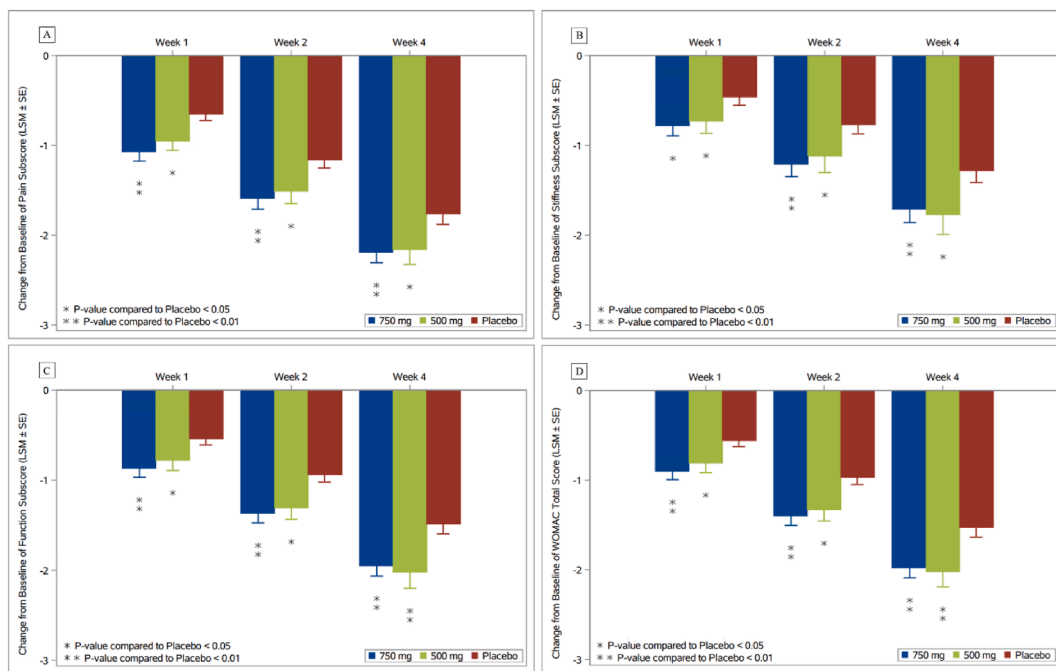 A
Week 1 Week 2 Week 4
Change from Baseline of Pain Subscore (LSM ± SE)
0
-1
-2
-3
* *
* *
* *
*
*
*
* P-value compared to Placebo < 0.05
* * P-value compared to Placebo < 0.01
750 mg 500 mg Placebo
B
Week 1 Week 2 Week 4
Change from Baseline of Stiffness Subscore (LSM ± SE)
0
-1
-2
-3
*
*
* *
*
* *
*
* P-value compared to Placebo < 0.05
* * P-value compared to Placebo < 0.01
750 mg 500 mg Placebo
C
Week 1 Week 2 Week 4
Change from Baseline of Function Subscore (LSM ± SE)
0
-1
-2
-3
* *
*
* *
*
* *
* *
* P-value compared to Placebo < 0.05
* * P-value compared to Placebo < 0.01
750 mg 500 mg Placebo
D
Week 1 Week 2 Week 4
Change from Baseline of WOMAC Total Score (LSM ± SE)
0
-1
-2
-3
* *
*
* *
*
* *
* *
* P-value compared to Placebo < 0.05
* * P-value compared to Placebo < 0.01
750 mg 500 mg Placebo